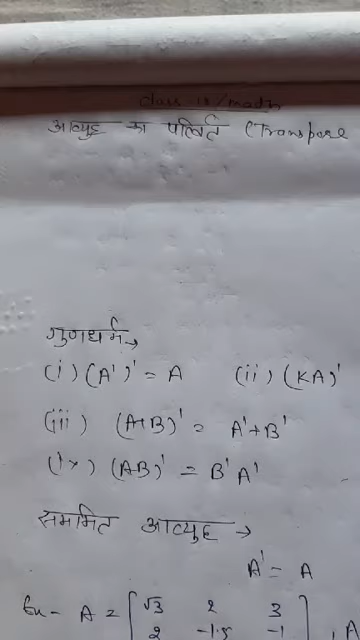 class 12/math
आव्यूह का परिवर्त (Transpose
गुणधर्म →
(i) (A')' = A (ii) (KA)'
(iii) (A+B)' = A'+B'
(iv) (AB)' = B'A'
सममित आव्यूह →
A' = A
Ex- A = [√3 2 3
2 -1.5 -1